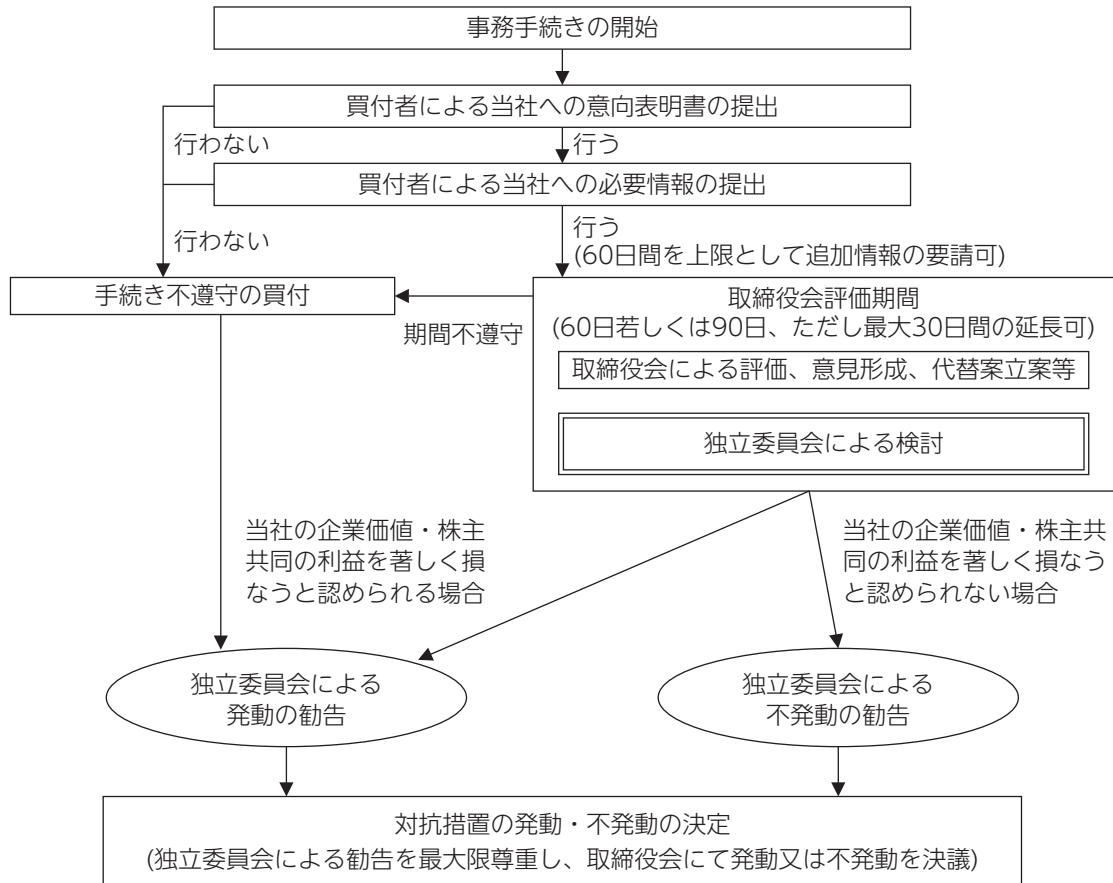 事務手続きの開始
買付者による当社への意向表明書の提出
行わない
行う
買付者による当社への必要情報の提出
行わない
行う
(60日間を上限として追加情報の要請可)
手続き不遵守の買付
期間不遵守
取締役会評価期間
(60日若しくは90日、ただし最大30日間の延長可)
取締役会による評価、意見形成、代替案立案等
独立委員会による検討
当社の企業価値・株主
共同の利益を著しく損
なうと認められる場合
当社の企業価値・株主共
同の利益を著しく損なう
と認められない場合
独立委員会による
発動の勧告
独立委員会による
不発動の勧告
対抗措置の発動・不発動の決定
(独立委員会による勧告を最大限尊重し、取締役会にて発動又は不発動を決議)